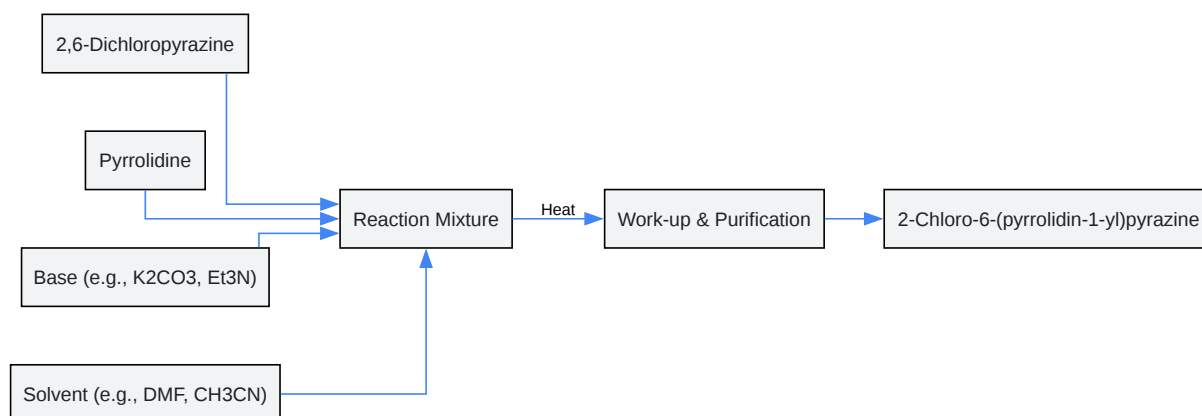 2,6-Dichloropyrazine
Pyrrolidine
Base (e.g., K2CO3, Et3N)
Solvent (e.g., DMF, CH3CN)
Reaction Mixture
Heat
Work-up & Purification
2-Chloro-6-(pyrrolidin-1-yl)pyrazine